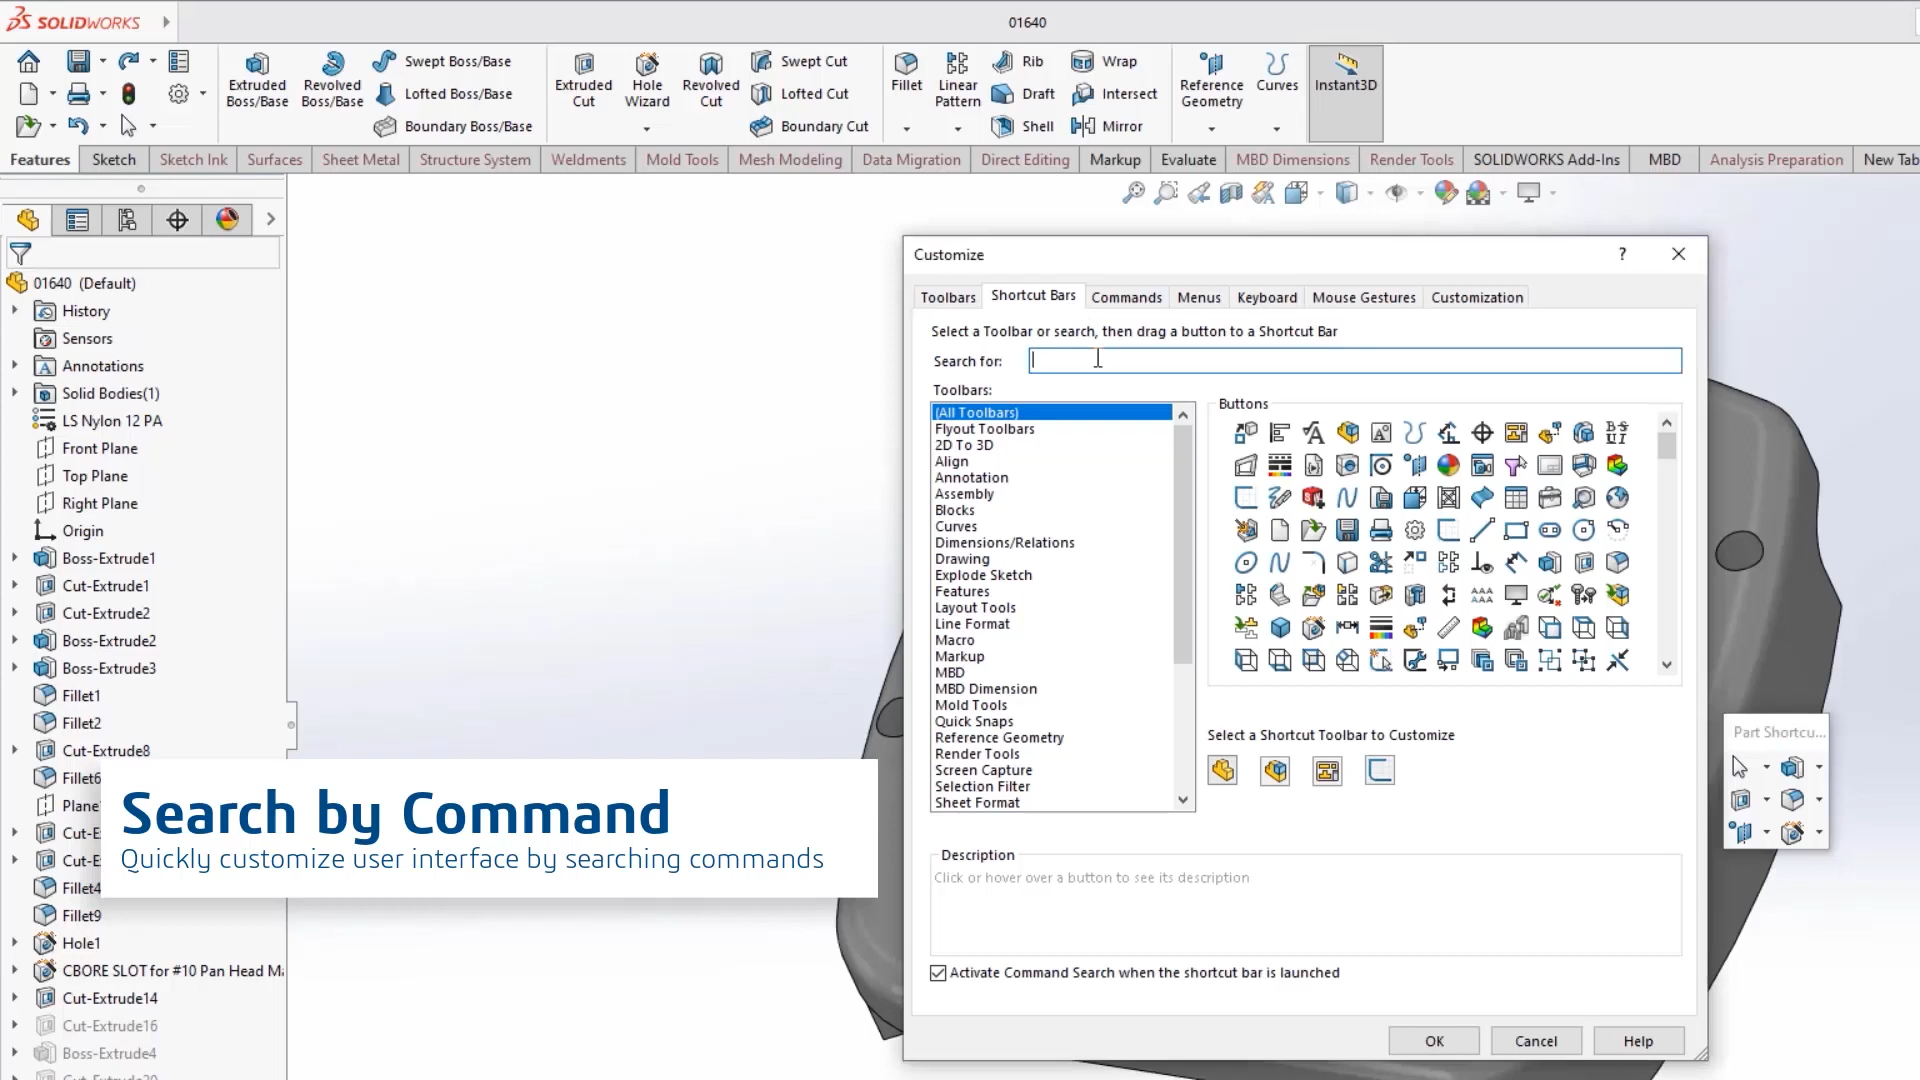 SOLIDWORKS
01640
Extruded Boss/Base
Revolved Boss/Base
Swept Boss/Base
Lofted Boss/Base
Boundary Boss/Base
Extruded Cut
Hole Wizard
Revolved Cut
Swept Cut
Lofted Cut
Boundary Cut
Fillet
Linear Pattern
Rib
Draft
Shell
Wrap
Intersect
Mirror
Reference Geometry
Curves
Instant3D
Features
Sketch
Sketch Ink
Surfaces
Sheet Metal
Structure System
Weldments
Mold Tools
Mesh Modeling
Data Migration
Direct Editing
Markup
Evaluate
MBD Dimensions
Render Tools
SOLIDWORKS Add-Ins
MBD
Analysis Preparation
New Tab
01640 (Default)
History
Sensors
Annotations
Solid Bodies(1)
LS Nylon 12 PA
Front Plane
Top Plane
Right Plane
Origin
Boss-Extrude1
Cut-Extrude1
Cut-Extrude2
Boss-Extrude2
Boss-Extrude3
Fillet1
Fillet2
Cut-Extrude8
Fillet6
Plane
Cut-E
Cut-E
Fillet4
Fillet9
Hole1
CBORE SLOT for #10 Pan Head M
Cut-Extrude14
Cut-Extrude16
Boss-Extrude4
Search by Command
Quickly customize user interface by searching commands
Customize
?
Toolbars
Shortcut Bars
Commands
Menus
Keyboard
Mouse Gestures
Customization
Select a Toolbar or search, then drag a button to a Shortcut Bar
Search for:
Toolbars:
(All Toolbars)
Flyout Toolbars
2D To 3D
Align
Annotation
Assembly
Blocks
Curves
Dimensions/Relations
Drawing
Explode Sketch
Features
Layout Tools
Line Format
Macro
Markup
MBD
MBD Dimension
Mold Tools
Quick Snaps
Reference Geometry
Render Tools
Screen Capture
Selection Filter
Sheet Format
Buttons
Select a Shortcut Toolbar to Customize
Description
Click or hover over a button to see its description
Activate Command Search when the shortcut bar is launched
OK
Cancel
Help
Part Shortcu...